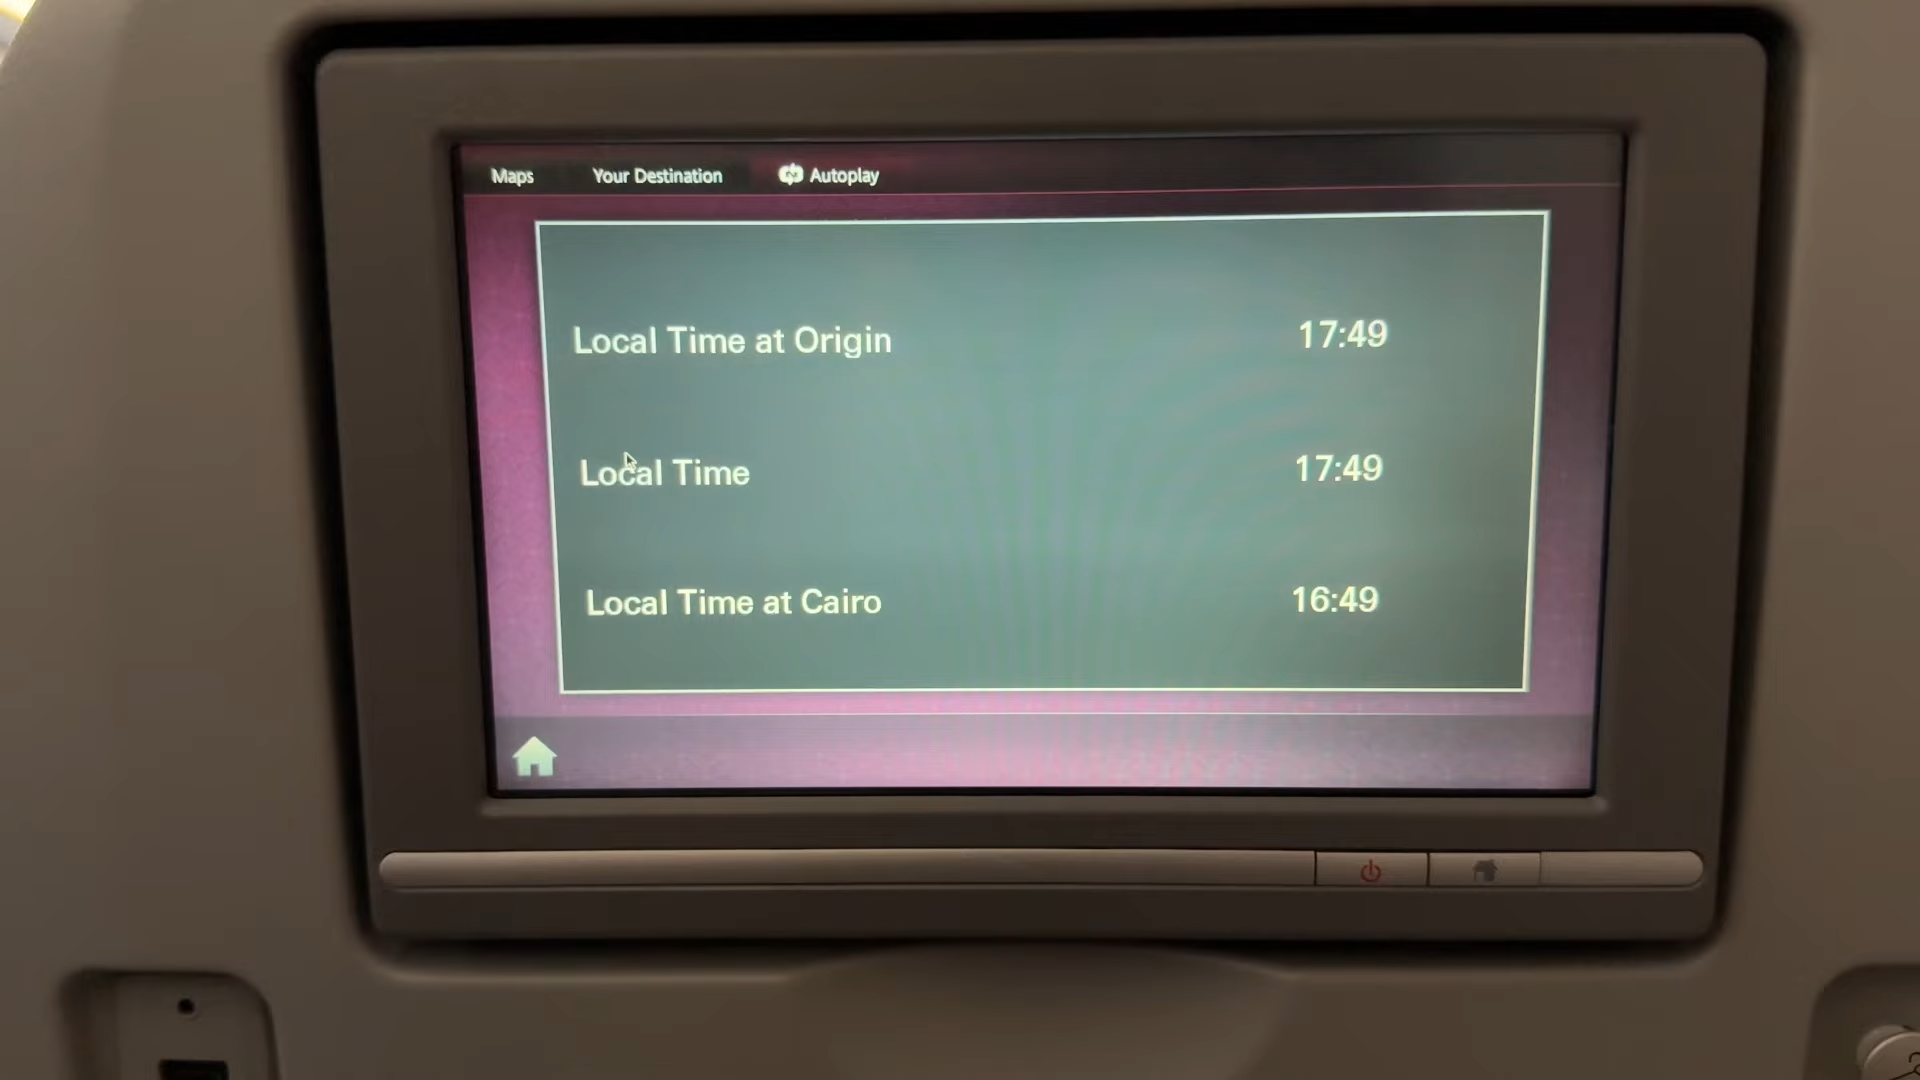 Maps Your Destination Autoplay
Local Time at Origin 17:49
Local Time 17:49
Local Time at Cairo 16:49